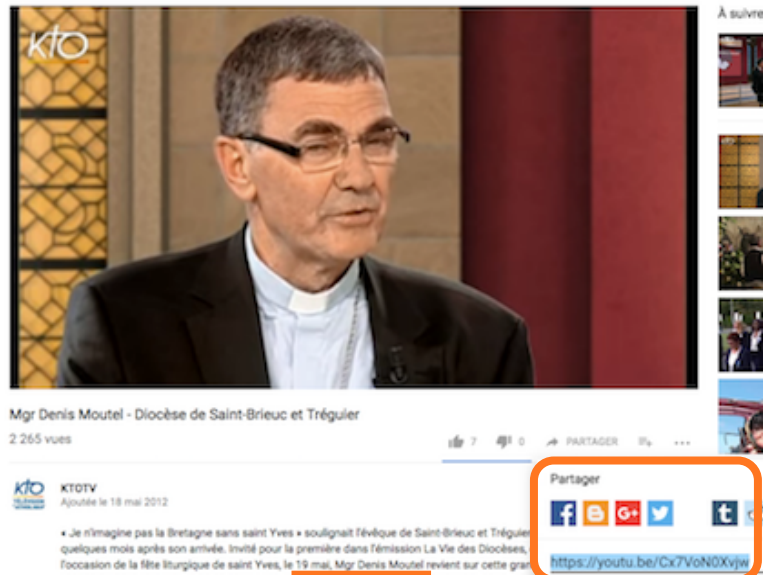 À suivre
KTO
Mgr Denis Moutel - Diocèse de Saint-Brieuc et Tréguier
2 265 vues
7
0
PARTAGER
KTO
KTOTV
Ajoutée le 18 mai 2012
Partager
« Je n'imagine pas la Bretagne sans saint Yves » soulignait l'évêque de Saint-Brieuc et Tréguier
quelques mois après son arrivée. Invité pour la première dans l'émission La Vie des Diocèses,
l'occasion de la fête liturgique de saint Yves, le 19 mai, Mgr Denis Moutel revient sur cette
https://youtu.be/Cx7VoN0Xvjw